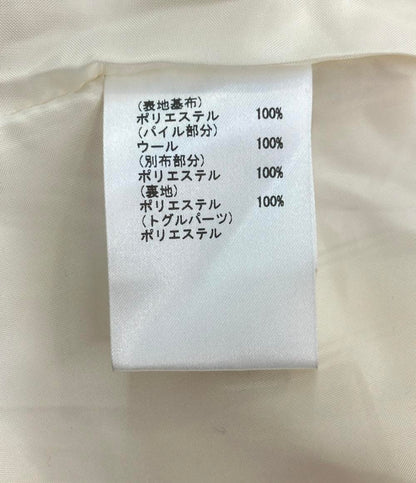 (表地基布)
ポリエステル 100%
(パイル部分)
ウール 100%
(別布部分)
ポリエステル 100%
(裏地)
ポリエステル 100%
(トグルパーツ)
ポリエステル